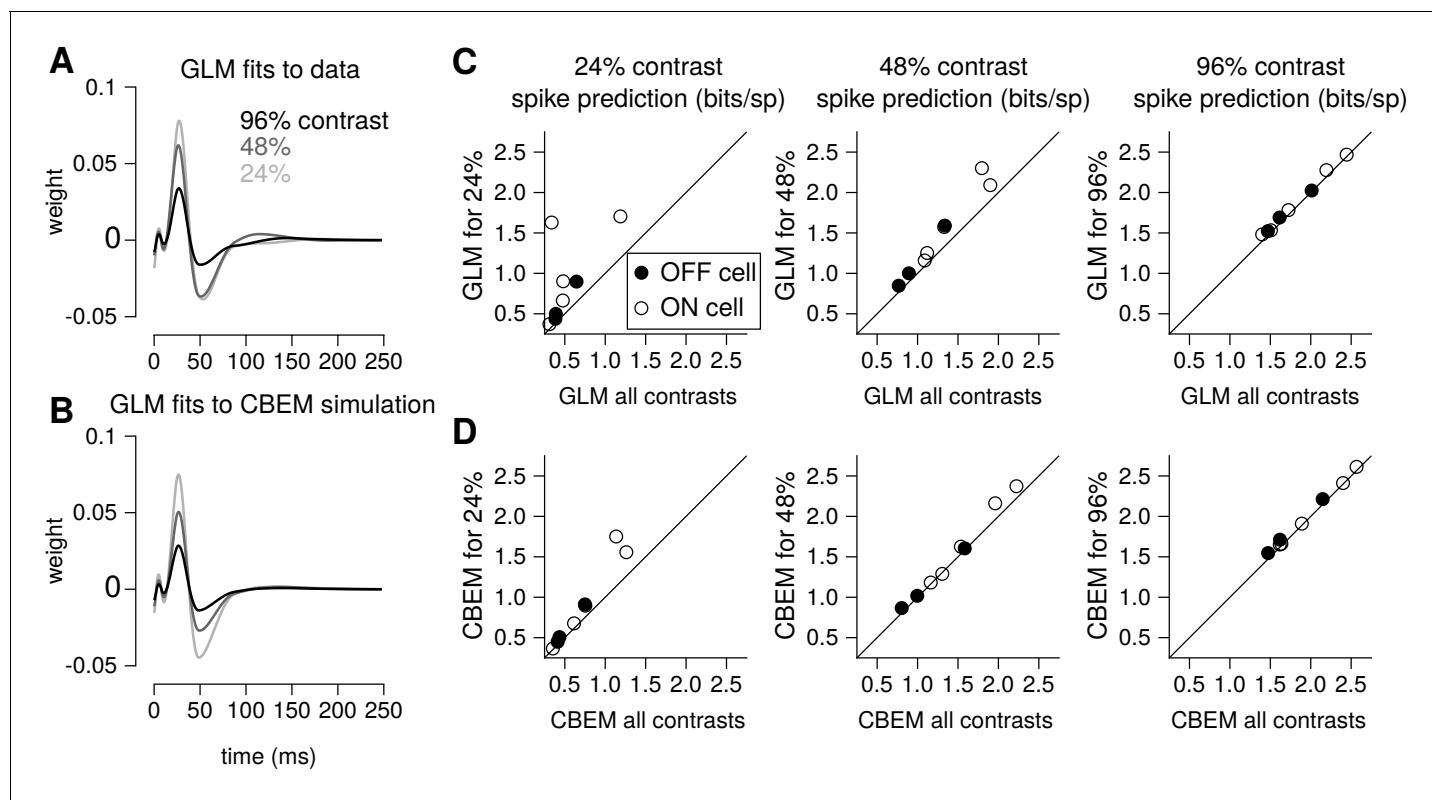 A
GLM fits to data
0.1
0.05
0
-0.05
weight
96% contrast
48%
24%
0 50 100 150 200 250
B
GLM fits to CBEM simulation
0.1
0.05
0
-0.05
weight
0 50 100 150 200 250
time (ms)
C
24% contrast
spike prediction (bits/sp)
2.5
2.0
1.5
1.0
0.5
GLM for 24%
OFF cell
ON cell
0.5 1.0 1.5 2.0 2.5
GLM all contrasts
48% contrast
spike prediction (bits/sp)
2.5
2.0
1.5
1.0
0.5
GLM for 48%
0.5 1.0 1.5 2.0 2.5
GLM all contrasts
96% contrast
spike prediction (bits/sp)
2.5
2.0
1.5
1.0
0.5
GLM for 96%
0.5 1.0 1.5 2.0 2.5
GLM all contrasts
D
2.5
2.0
1.5
1.0
0.5
CBEM for 24%
0.5 1.0 1.5 2.0 2.5
CBEM all contrasts
2.5
2.0
1.5
1.0
0.5
CBEM for 48%
0.5 1.0 1.5 2.0 2.5
CBEM all contrasts
2.5
2.0
1.5
1.0
0.5
CBEM for 96%
0.5 1.0 1.5 2.0 2.5
CBEM all contrasts